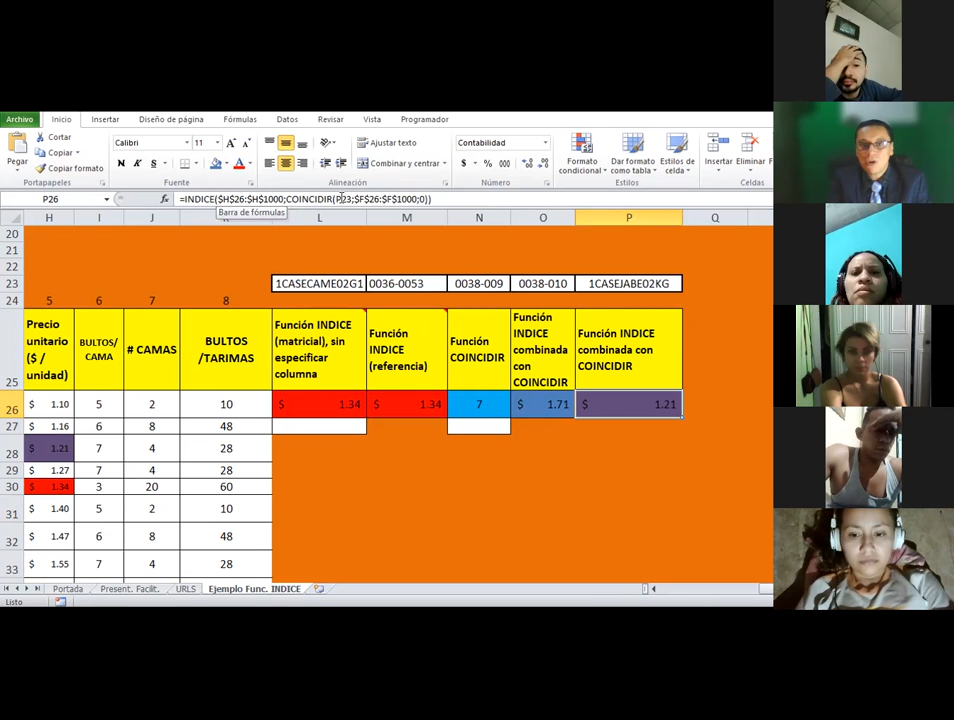 Archivo Inicio Insertar Diseño de página Fórmulas Datos Revisar Vista Programador
Cortar
Copiar
Copiar formato
Pegar
Portapapeles
Calibri 11
N K S
Fuente
Ajustar texto
Combinar y centrar
Alineación
Contabilidad
$ % 000
Número
Formato condicional
Dar formato como tabla
Estilos de celda
Estilos
Insertar Eliminar
Celdas
P26 fx =INDICE($H$26:$H$1000;COINCIDIR(P23;$F$26:$F$1000;0))
Barra de fórmulas
H I J L M N O P Q
20
21
22
23 1CASECAME02G1 0036-0053 0038-009 0038-010 1CASEJABE02KG
24 5 6 7 8
25 Precio unitario ($ / unidad) BULTOS/ CAMA # CAMAS BULTOS /TARIMAS Función INDICE (matricial), sin especificar columna Función INDICE (referencia) Función COINCIDIR Función INDICE combinada con COINCIDIR Función INDICE combinada con COINCIDIR
26 $ 1.10 5 2 10 $ 1.34 $ 1.34 7 $ 1.71 $ 1.21
27 $ 1.16 6 8 48
28 $ 1.21 7 4 28
29 $ 1.27 7 4 28
30 $ 1.34 3 20 60
31 $ 1.40 5 2 10
32 $ 1.47 6 8 48
33 $ 1.55 7 4 28
Portada Present. Facilit. URLS Ejemplo Func. INDICE
Listo